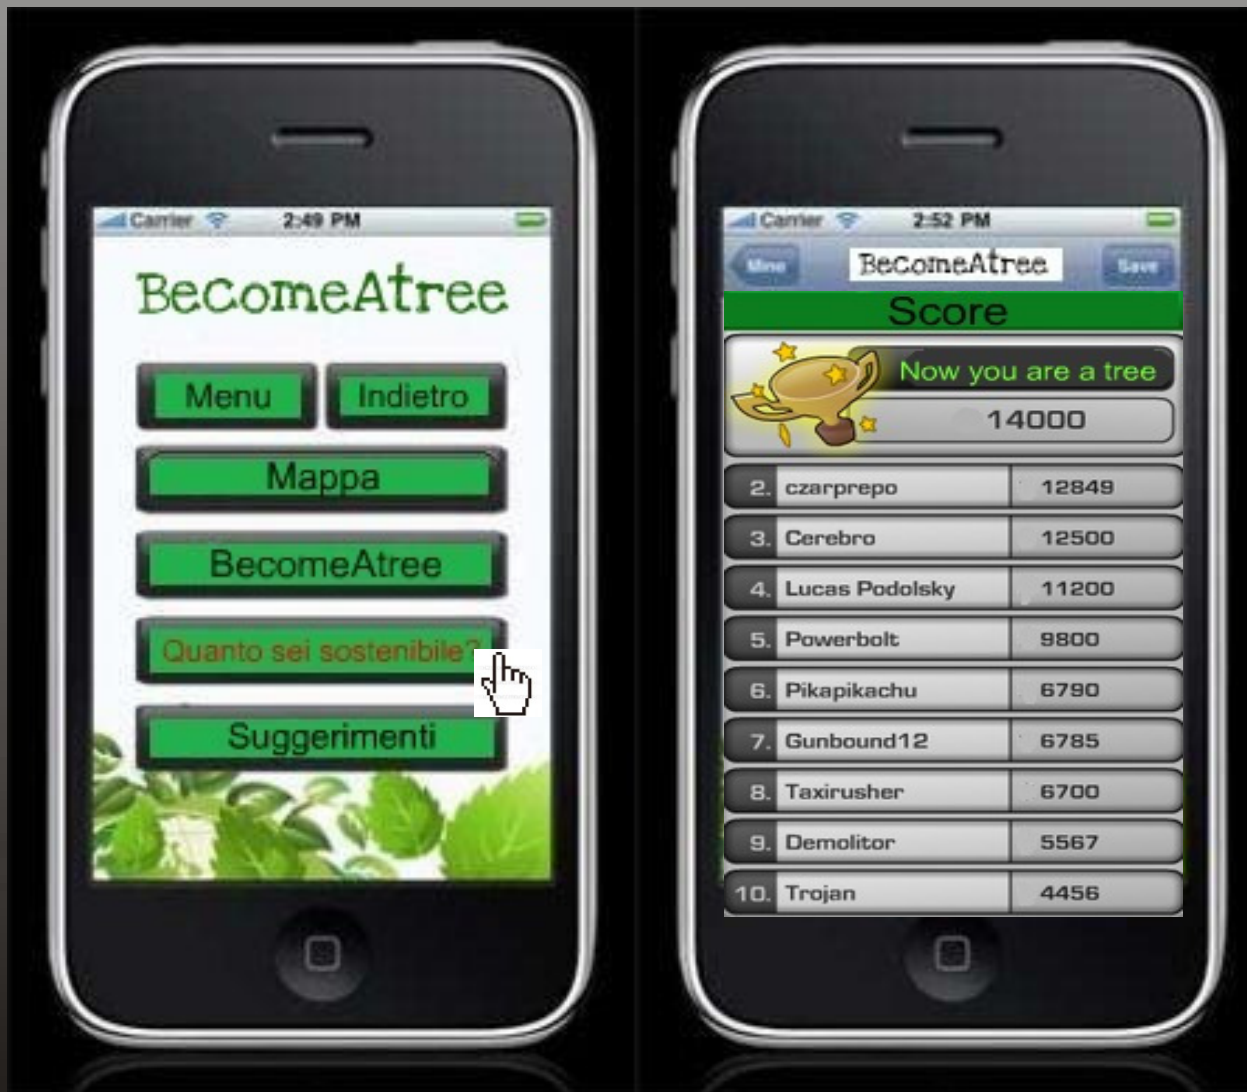 Carrier 2:49 PM
BecomeAtree
Menu Indietro
Mappa
BecomeAtree
Quanto sei sostenibile?
Suggerimenti
Carrier 2:52 PM
Mine BecomeAtree Save
Score
Now you are a tree
14000
2. czarprepo 12849
3. Cerebro 12500
4. Lucas Podolsky 11200
5. Powerbolt 9800
6. Pikapikachu 6790
7. Gunbound12 6785
8. Taxirusher 6700
9. Demolitor 5567
10. Trojan 4456